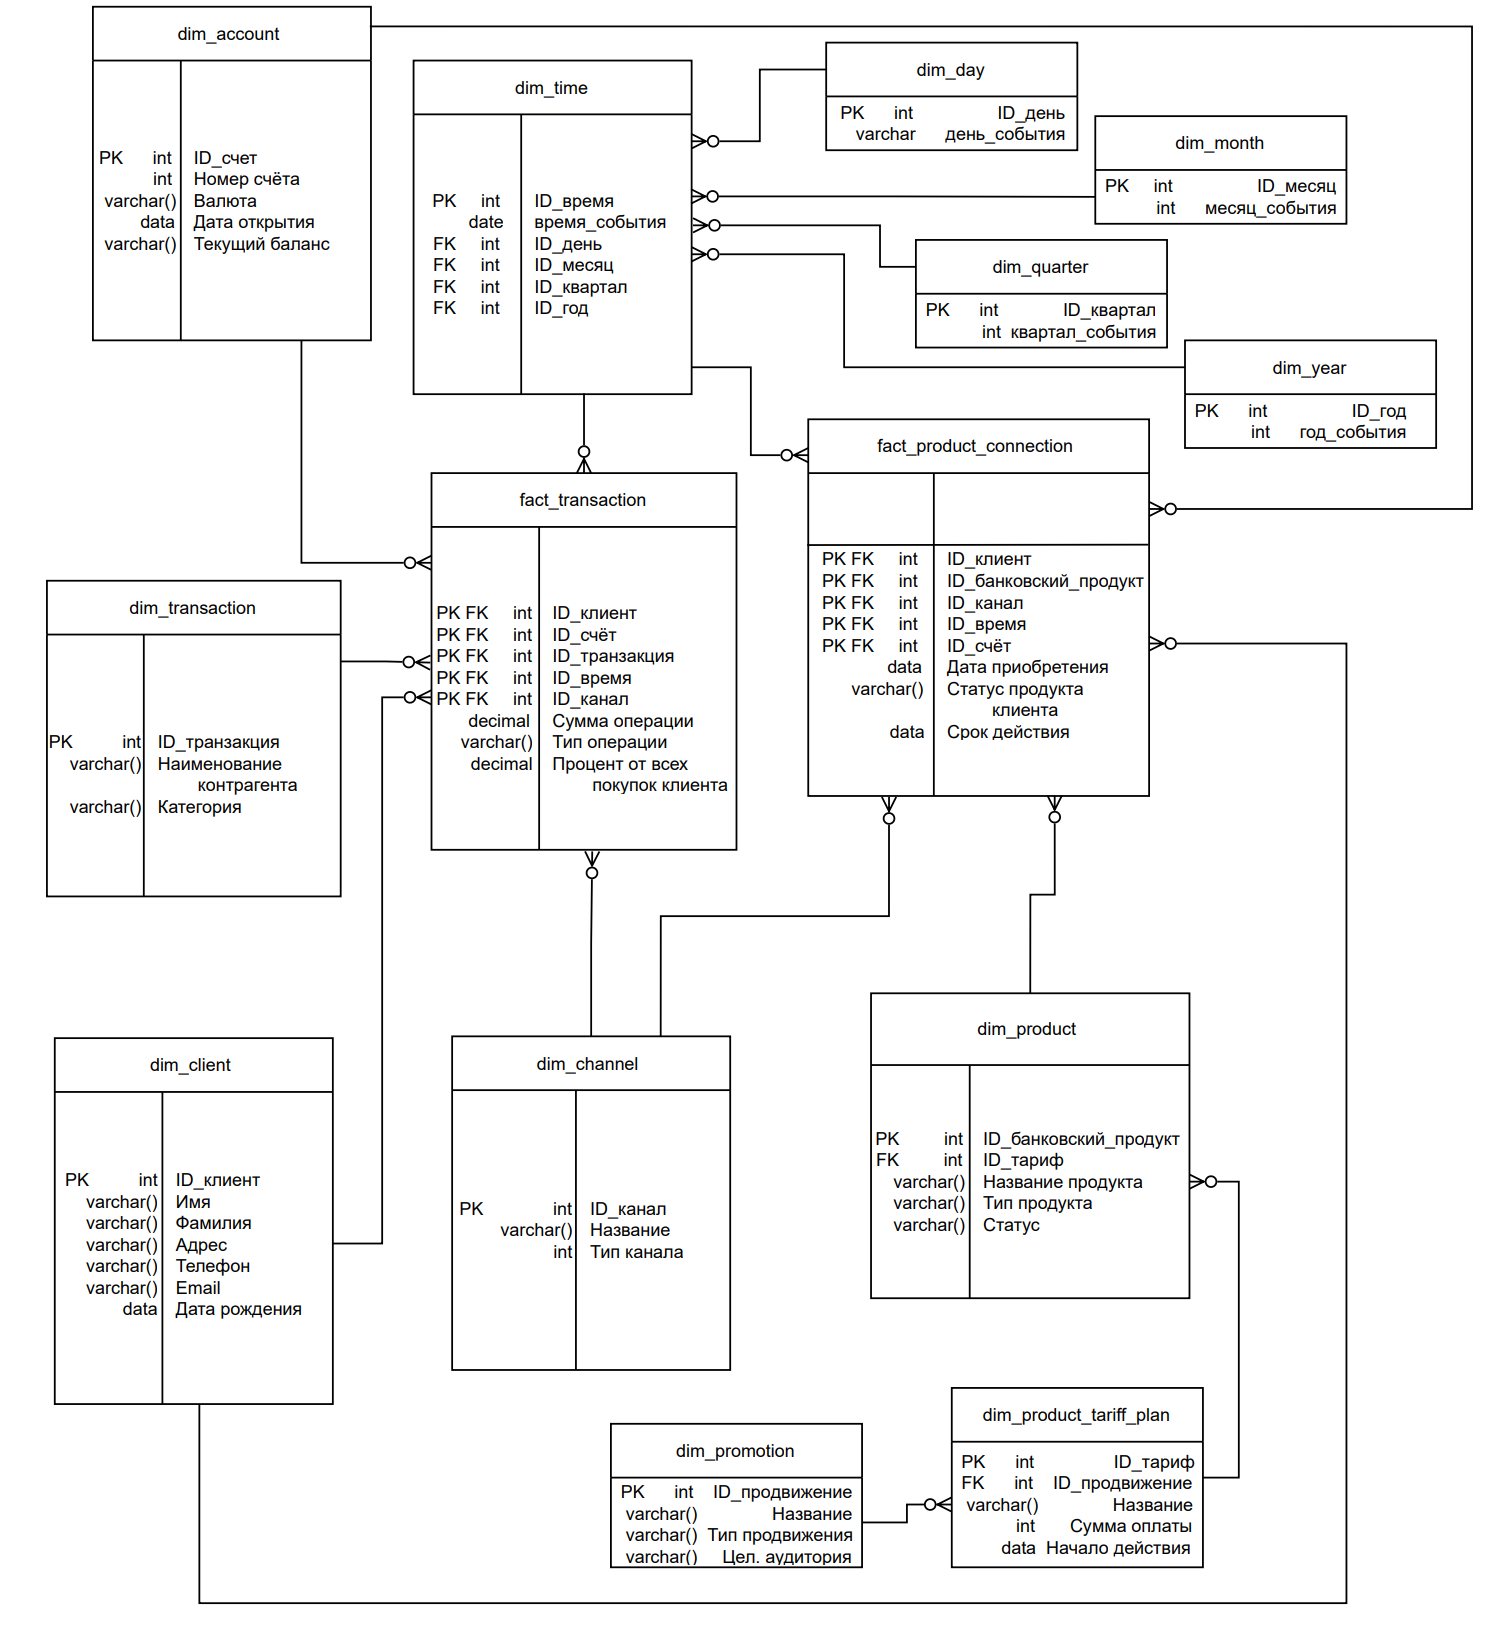 dim_account
PK int ID_счет
int Номер счёта
varchar() Валюта
data Дата открытия
varchar() Текущий баланс
dim_time
PK int ID_время
date время_события
FK int ID_день
FK int ID_месяц
FK int ID_квартал
FK int ID_год
dim_day
PK int ID_день
varchar день_события
dim_month
PK int ID_месяц
int месяц_события
dim_quarter
PK int ID_квартал
int квартал_события
dim_year
PK int ID_год
int год_события
fact_transaction
PK FK int ID_клиент
PK FK int ID_счёт
PK FK int ID_транзакция
PK FK int ID_время
PK FK int ID_канал
decimal Сумма операции
varchar() Тип операции
decimal Процент от всех
покупок клиента
fact_product_connection
PK FK int ID_клиент
PK FK int ID_банковский_продукт
PK FK int ID_канал
PK FK int ID_время
PK FK int ID_счёт
data Дата приобретения
varchar() Статус продукта
клиента
data Срок действия
dim_transaction
PK int ID_транзакция
varchar() Наименование
контрагента
varchar() Категория
dim_client
PK int ID_клиент
varchar() Имя
varchar() Фамилия
varchar() Адрес
varchar() Телефон
varchar() Email
data Дата рождения
dim_channel
PK int ID_канал
varchar() Название
int Тип канала
dim_product
PK int ID_банковский_продукт
FK int ID_тариф
varchar() Название продукта
varchar() Тип продукта
varchar() Статус
dim_promotion
PK int ID_продвижение
varchar() Название
varchar() Тип продвижения
varchar() Цел. аудитория
dim_product_tariff_plan
PK int ID_тариф
FK int ID_продвижение
varchar() Название
int Сумма оплаты
data Начало действия